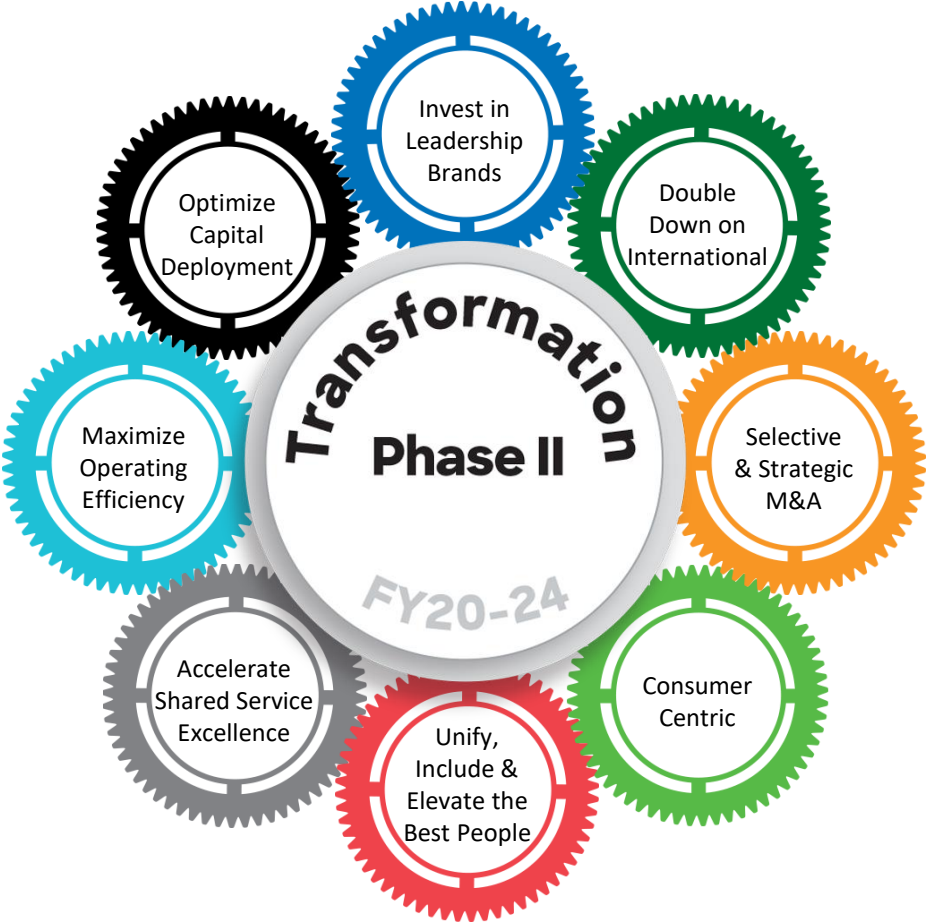 Invest in
Leadership
Brands
Double
Down on
International
Selective
& Strategic
M&A
Consumer
Centric
Unify,
Include &
Elevate the
Best People
Accelerate
Shared Service
Excellence
Maximize
Operating
Efficiency
Optimize
Capital
Deployment
Transformation
Phase II
FY20-24